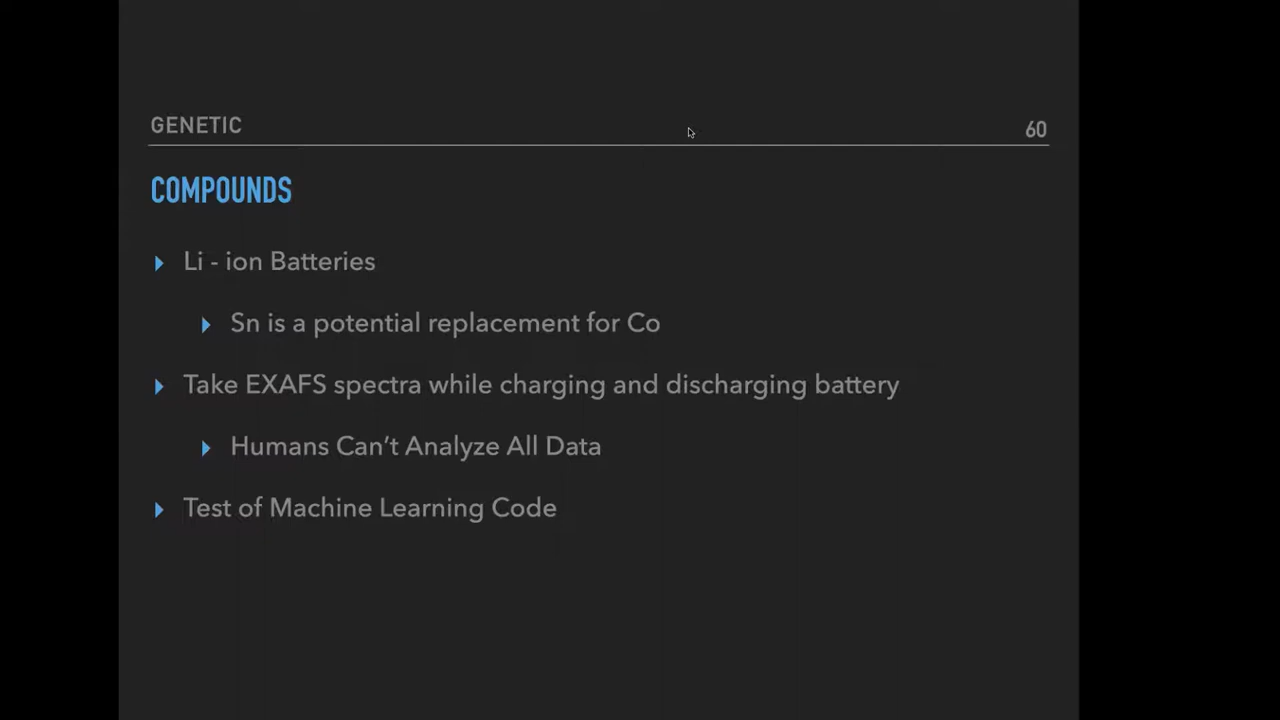 GENETIC
60
COMPOUNDS
Li - ion Batteries
Sn is a potential replacement for Co
Take EXAFS spectra while charging and discharging battery
Humans Can’t Analyze All Data
Test of Machine Learning Code